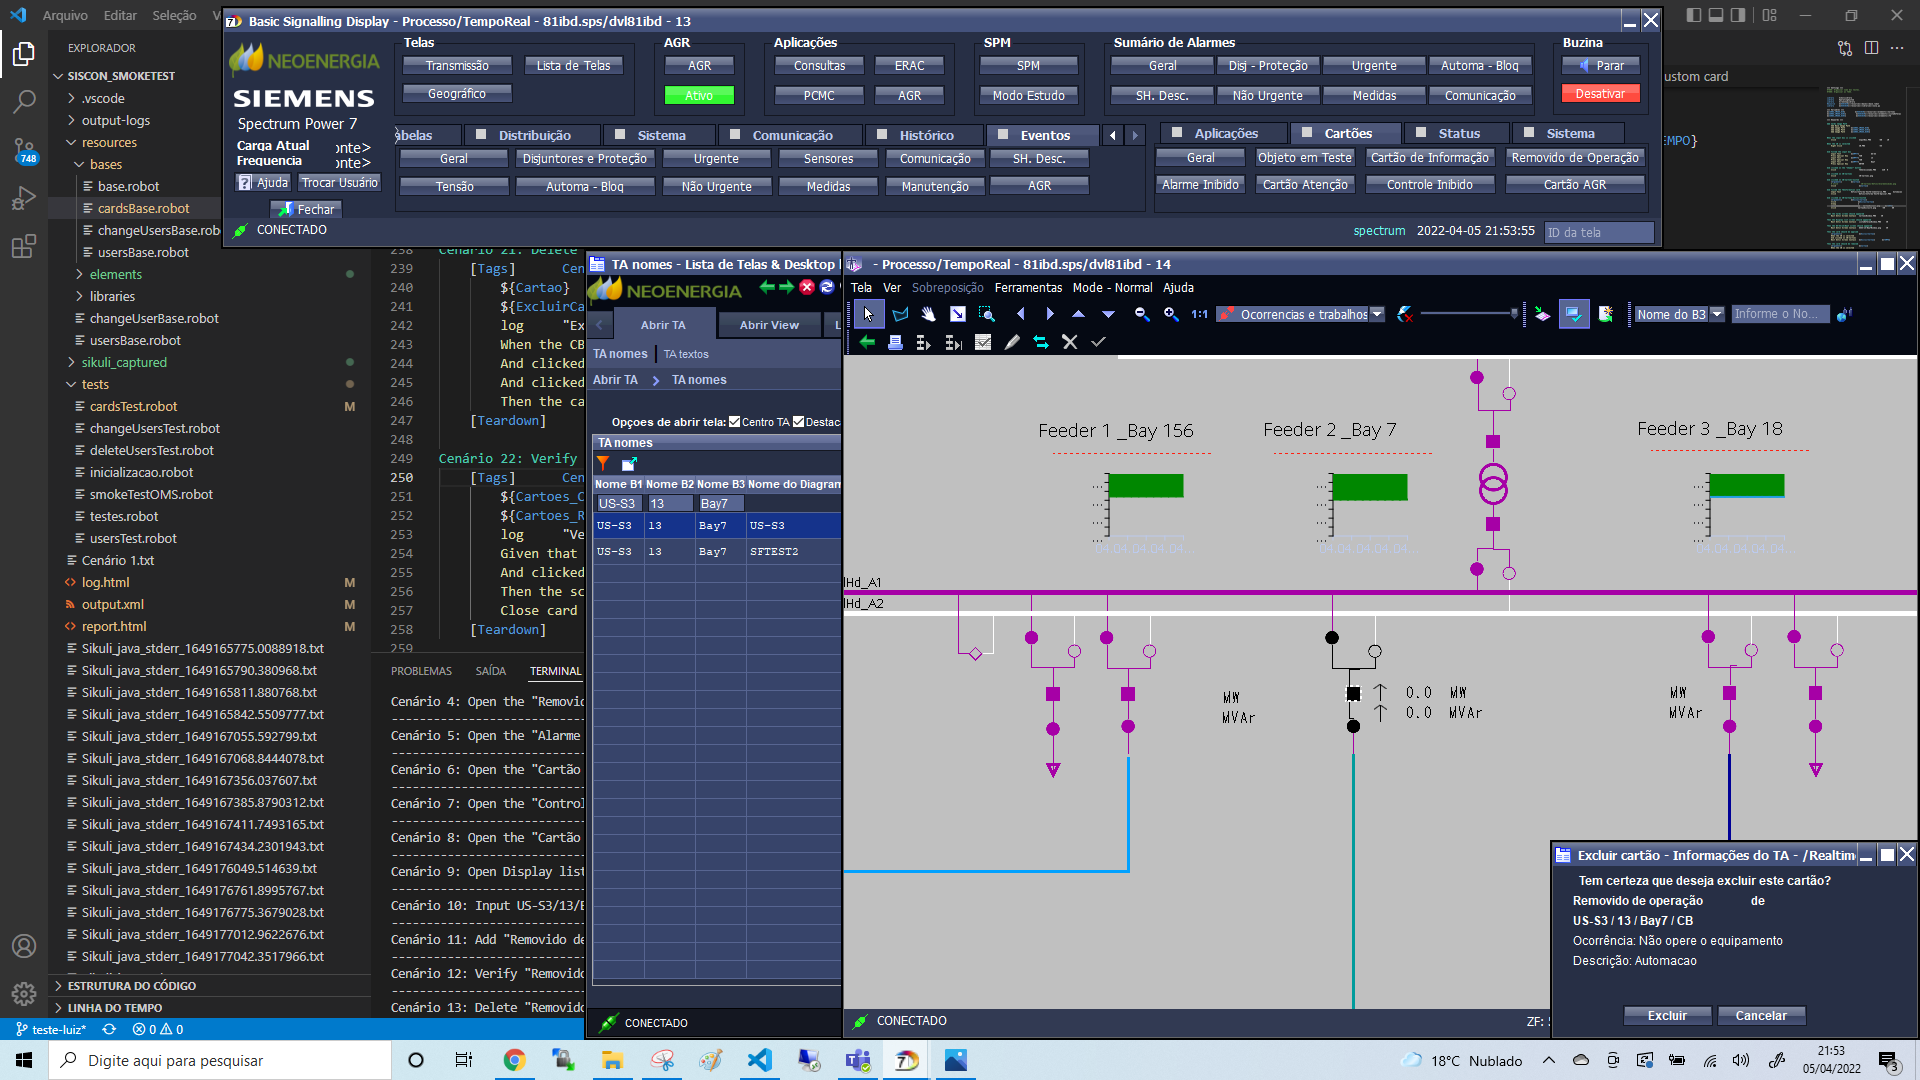 Arquivo Editar Seleção
EXPLORADOR
SISCON_SMOKETEST
.vscode
output-logs
resources
bases
base.robot
cardsBase.robot
changeUsersBase.rob
usersBase.robot
elements
libraries
changeUserBase.robot
usersBase.robot
sikuli_captured
tests
cardsTest.robot M
changeUsersTest.robot
deleteUsersTest.robot
inicializacao.robot
smokeTestOMS.robot
testes.robot
usersTest.robot
Cenário 1.txt
log.html M
output.xml M
report.html M
Sikuli_java_stderr_1649165775.0088918.txt
Sikuli_java_stderr_1649165790.380968.txt
Sikuli_java_stderr_1649165811.880768.txt
Sikuli_java_stderr_1649165842.5509777.txt
Sikuli_java_stderr_1649167055.592799.txt
Sikuli_java_stderr_1649167068.8444078.txt
Sikuli_java_stderr_1649167356.037607.txt
Sikuli_java_stderr_1649167385.8790312.txt
Sikuli_java_stderr_1649167411.7493165.txt
Sikuli_java_stderr_1649167434.2301943.txt
Sikuli_java_stderr_1649176049.514639.txt
Sikuli_java_stderr_1649176761.8995767.txt
Sikuli_java_stderr_1649176775.3679028.txt
Sikuli_java_stderr_1649177012.9622676.txt
Sikuli_java_stderr_1649177042.3517966.txt
ESTRUTURA DO CÓDIGO
LINHA DO TEMPO
748
teste-luiz* 0 0
Basic Signalling Display - Processo/TempoReal - 81ibd.sps/dvl81ibd - 13
NEOENERGIA
SIEMENS
Spectrum Power 7
Carga Atual onte>
Frequencia onte>
Ajuda Trocar Usuário
Fechar
CONECTADO
Telas
Transmissão Lista de Telas
Geográfico
AGR
AGR
Ativo
Aplicações
Consultas ERAC
PCMC AGR
SPM
SPM
Modo Estudo
Sumário de Alarmes
Geral Disj - Proteção Urgente Automa - Bloq
SH. Desc. Não Urgente Medidas Comunicação
Buzina
Parar
Desativar
abelas Distribuição Sistema Comunicação Histórico Eventos
Geral Disjuntores e Proteção Urgente Sensores Comunicação SH. Desc.
Tensão Automa - Bloq Não Urgente Medidas Manutenção AGR
Aplicações Cartões Status Sistema
Geral Objeto em Teste Cartão de Informação Removido de Operação
Alarme Inibido Cartão Atenção Controle Inibido Cartão AGR
spectrum 2022-04-05 21:53:55 ID da tela
ustom card
EMPO}
238 Cenário 21: Delete
239 [Tags] Cen
240 ${Cartao}
241 ${ExcluirCa
242 log "Ex
243 When the CB
244 And clicked
245 And clicked
246 Then the ca
247 [Teardown]
248
249 Cenário 22: Verify
250 [Tags] Cen
251 ${Cartoes_C
252 ${Cartoes_R
253 log "Ve
254 Given that
255 And clicked
256 Then the sc
257 Close card
258 [Teardown]
259
PROBLEMAS SAÍDA TERMINAL
Cenário 4: Open the "Removid
Cenário 5: Open the "Alarme
Cenário 6: Open the "Cartão
Cenário 7: Open the "Control
Cenário 8: Open the "Cartão
Cenário 9: Open Display list
Cenário 10: Input US-S3/13/B
Cenário 11: Add "Removido de
Cenário 12: Verify "Removido
Cenário 13: Delete "Removido
TA nomes - Lista de Telas & Desktop
NEOENERGIA
Abrir TA Abrir View L
TA nomes TA textos
Abrir TA TA nomes
Opçoes de abrir tela: Centro TA Destaca
TA nomes
Nome B1 Nome B2 Nome B3 Nome do Diagram
US-S3 13 Bay7
US-S3 13 Bay7 US-S3
US-S3 13 Bay7 SFTEST2
CONECTADO
- Processo/TempoReal - 81ibd.sps/dvl81ibd - 14
Tela Ver Sobreposição Ferramentas Mode - Normal Ajuda
1:1 Ocorrencias e trabalhos Nome do B3 Informe o No...
Feeder 1 _Bay 156
Feeder 2 _Bay 7
Feeder 3 _Bay 18
lHd_A1
lHd_A2
MW
MVAr
0.0 MW
0.0 MVAr
MW
MVAr
CONECTADO
ZF:
Excluir cartão - Informações do TA - /Realtim
Tem certeza que deseja excluir este cartão?
Removido de operação de
US-S3 / 13 / Bay7 / CB
Ocorrência: Não opere o equipamento
Descrição: Automacao
Excluir Cancelar
Digite aqui para pesquisar
18°C Nublado
21:53
05/04/2022
3